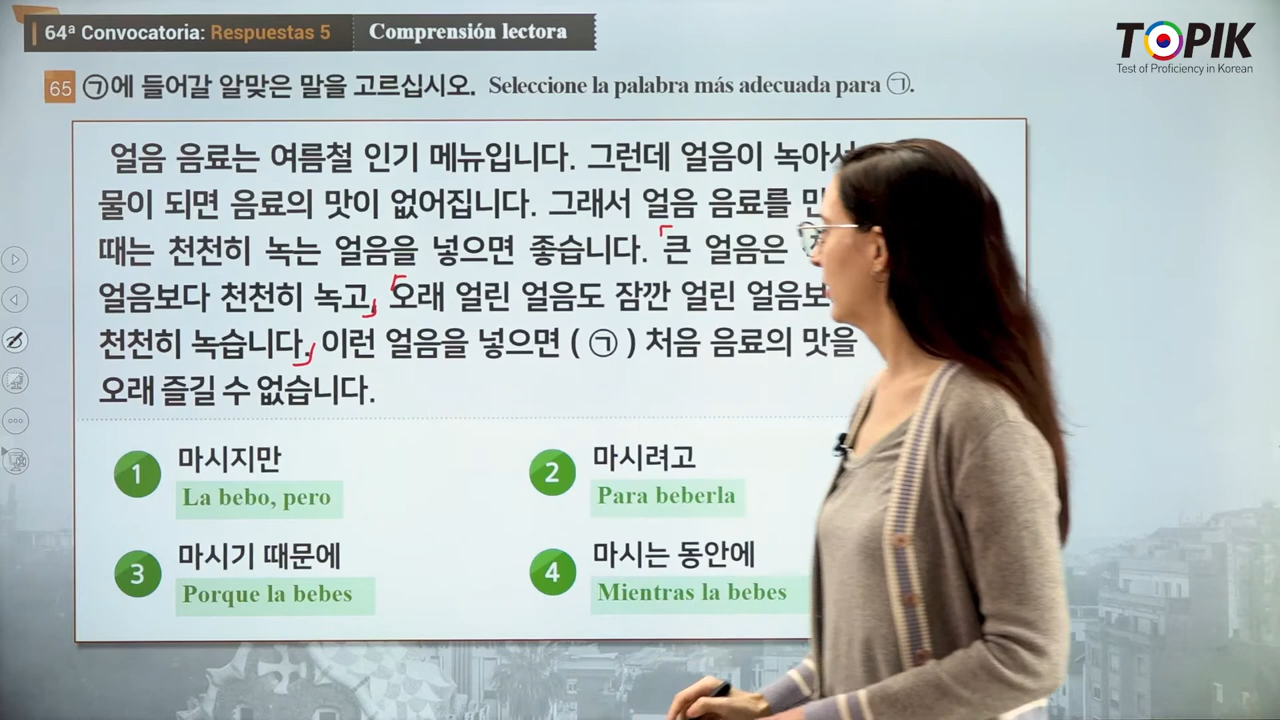 64ª Convocatoria: Respuestas 5 Comprensión lectora
TOPIK
Test of Proficiency in Korean
65 ㉠에 들어갈 알맞은 말을 고르십시오. Seleccione la palabra más adecuada para ㉠.
얼음 음료는 여름철 인기 메뉴입니다. 그런데 얼음이 녹아서
물이 되면 음료의 맛이 없어집니다. 그래서 얼음 음료를
때는 천천히 녹는 얼음을 넣으면 좋습니다. 큰 얼음은
얼음보다 천천히 녹고, 오래 얼린 얼음도 잠깐 얼린
천천히 녹습니다. 이런 얼음을 넣으면 ( ㉠ ) 처음 음료의 맛을
오래 즐길 수 없습니다.
1 마시지만
La bebo, pero
2 마시려고
Para beberla
3 마시기 때문에
Porque la bebes
4 마시는 동안에
Mientras la bebes